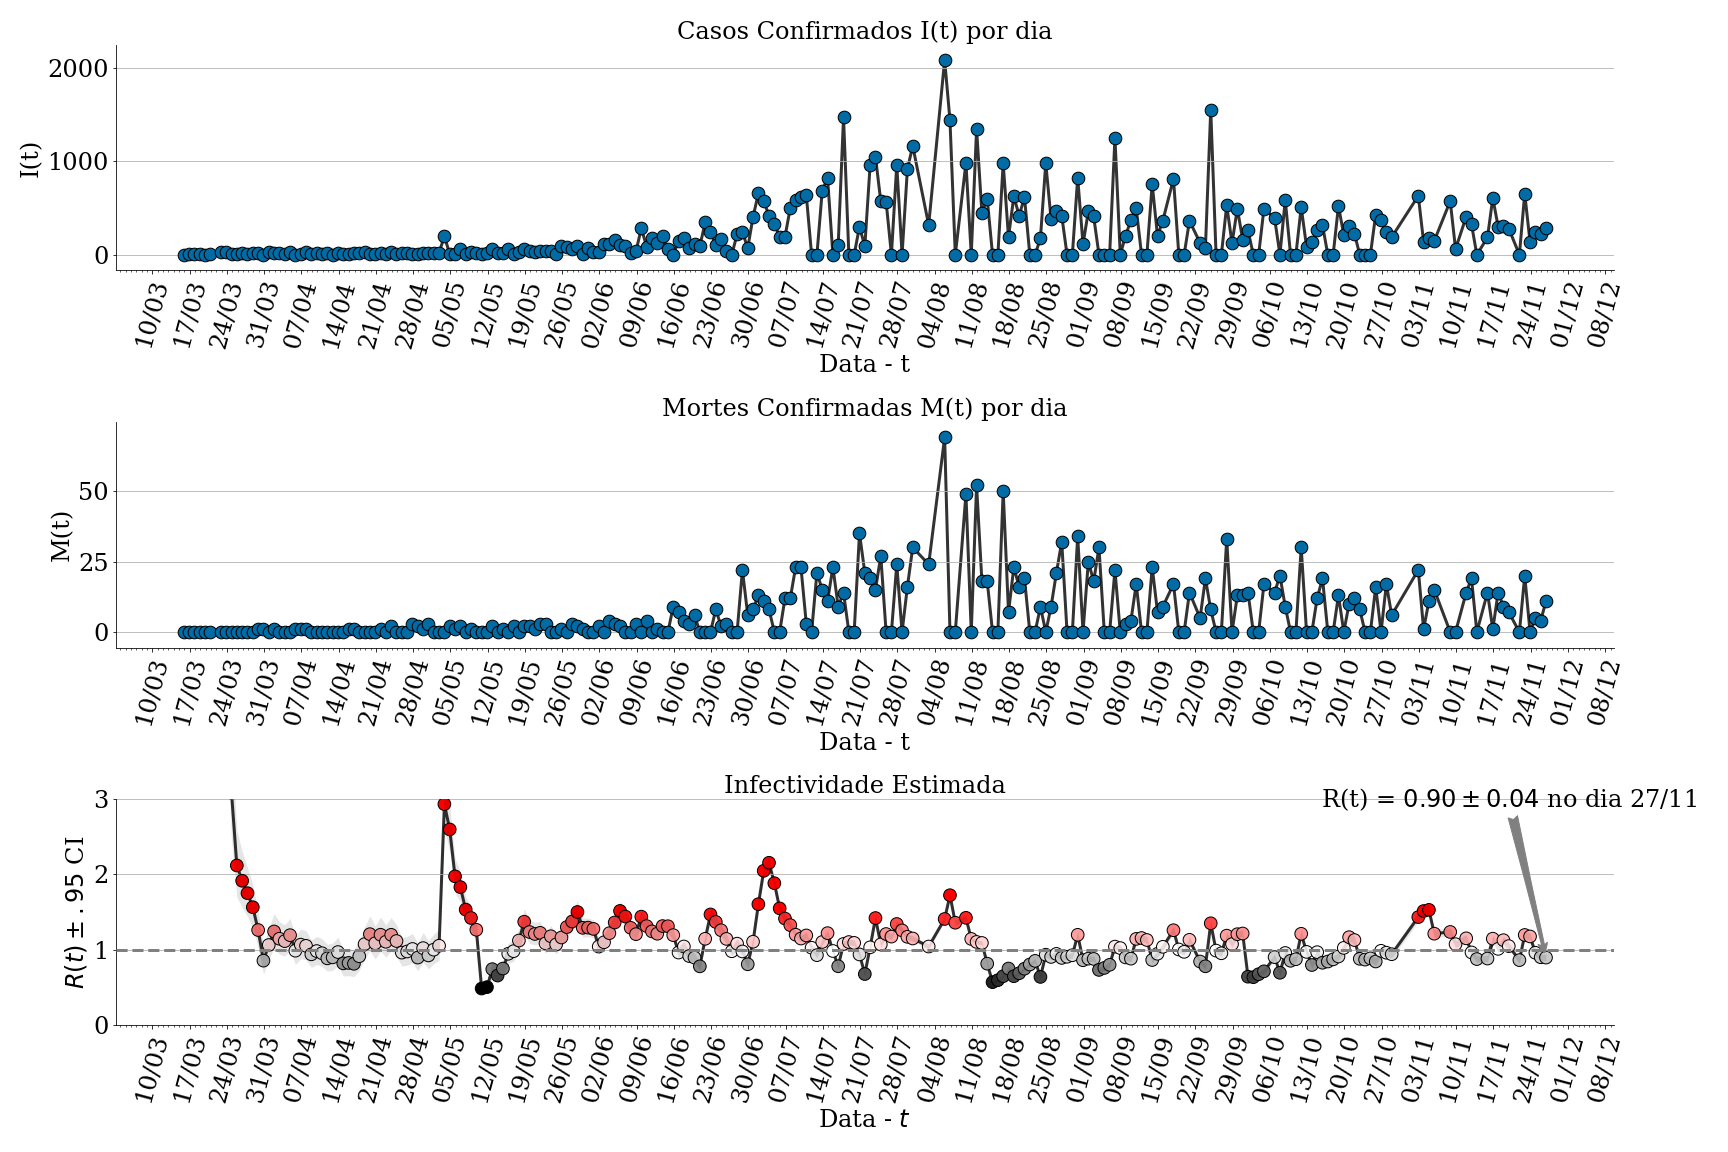 Casos Confirmados I(t) por dia
I(t)
2000
1000
0
10/03 17/03 24/03 31/03 07/04 14/04 21/04 28/04 05/05 12/05 19/05 26/05 02/06 09/06 16/06 23/06 30/06 07/07 14/07 21/07 28/07 04/08 11/08 18/08 25/08 01/09 08/09 15/09 22/09 29/09 06/10 13/10 20/10 27/10 03/11 10/11 17/11 24/11 01/12 08/12
Data - t
Mortes Confirmadas M(t) por dia
M(t)
50
25
0
10/03 17/03 24/03 31/03 07/04 14/04 21/04 28/04 05/05 12/05 19/05 26/05 02/06 09/06 16/06 23/06 30/06 07/07 14/07 21/07 28/07 04/08 11/08 18/08 25/08 01/09 08/09 15/09 22/09 29/09 06/10 13/10 20/10 27/10 03/11 10/11 17/11 24/11 01/12 08/12
Data - t
Infectividade Estimada
R(t) = 0.90 ± 0.04 no dia 27/11
R(t) ± .95 CI
3
2
1
0
10/03 17/03 24/03 31/03 07/04 14/04 21/04 28/04 05/05 12/05 19/05 26/05 02/06 09/06 16/06 23/06 30/06 07/07 14/07 21/07 28/07 04/08 11/08 18/08 25/08 01/09 08/09 15/09 22/09 29/09 06/10 13/10 20/10 27/10 03/11 10/11 17/11 24/11 01/12 08/12
Data - t